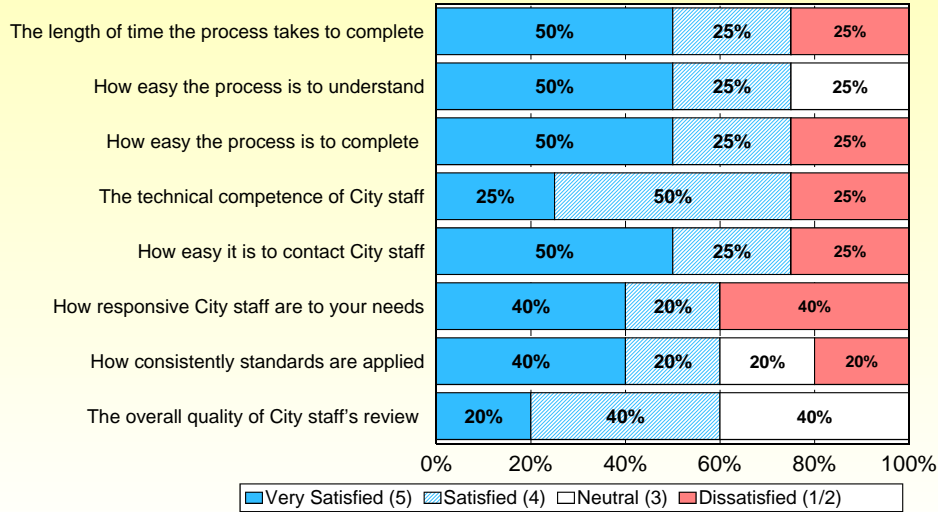 The length of time the process takes to complete 50% 25% 25%
How easy the process is to understand 50% 25% 25%
How easy the process is to complete 50% 25% 25%
The technical competence of City staff 25% 50% 25%
How easy it is to contact City staff 50% 25% 25%
How responsive City staff are to your needs 40% 20% 40%
How consistently standards are applied 40% 20% 20% 20%
The overall quality of City staff’s review 20% 40% 40%
0% 20% 40% 60% 80% 100%
Very Satisfied (5) Satisfied (4) Neutral (3) Dissatisfied (1/2)